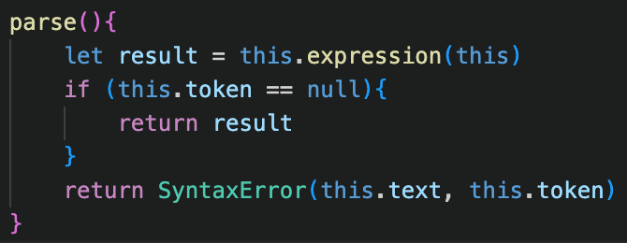 parse(){
let result = this.expression(this)
if (this.token == null){
return result
}
return SyntaxError(this.text, this.token)
}